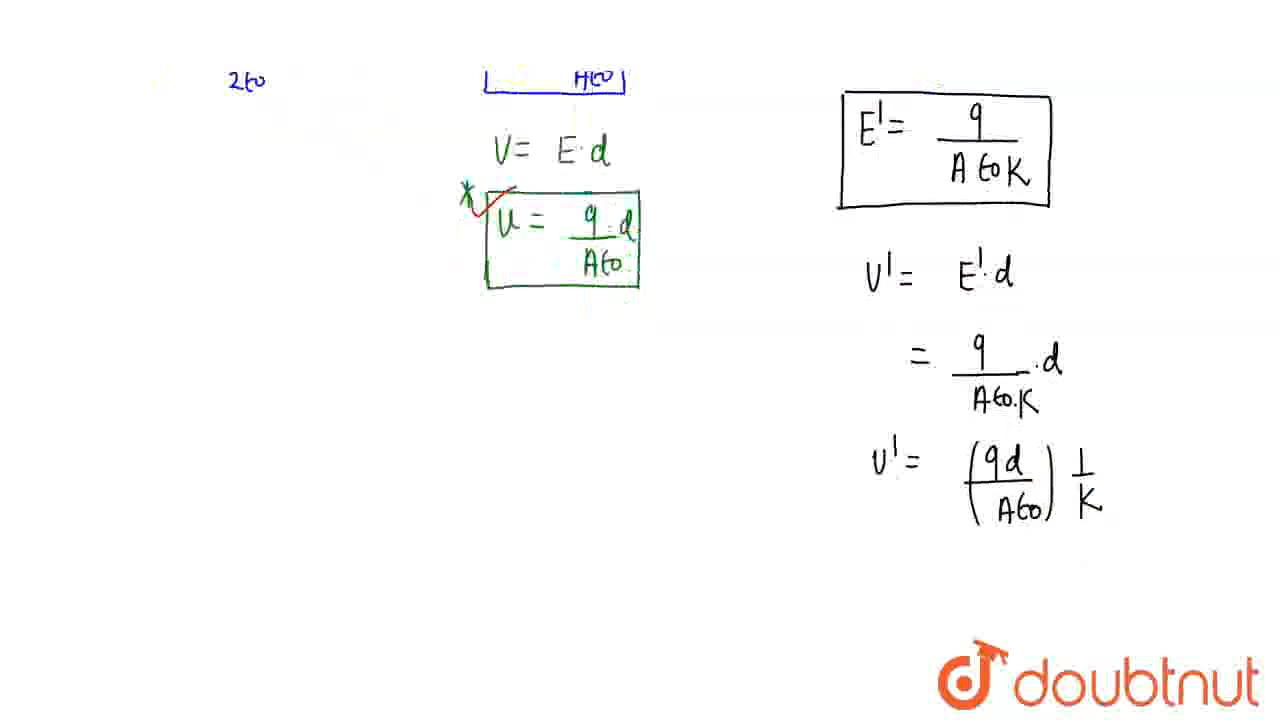 2ϵ0
Aϵ0
V = E·d
V = q/Aϵ0 · d
E' = q/Aϵ0K
V' = E'·d
= q/Aϵ0·K · d
V' = (qd/Aϵ0) 1/K
doubtnut